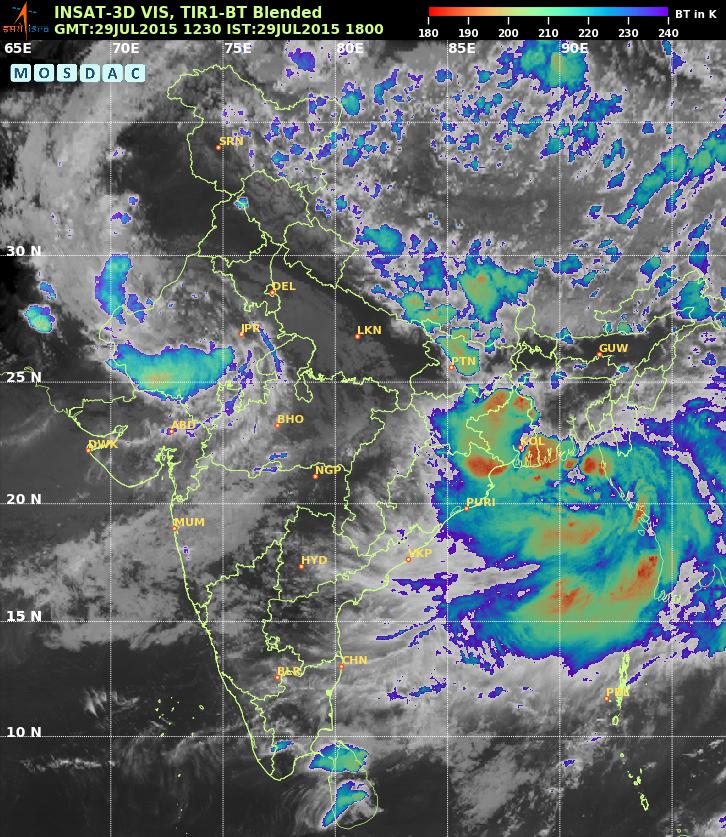 INSAT-3D VIS, TIR1-BT Blended
GMT:29JUL2015 1230 IST:29JUL2015 1800
BT in K
180 190 200 210 220 230 240
65E 70E 75E 80E 85E 90E
MOSDAC
SRN
30 N
DEL
JPR
LKN
GUW
PTN
25 N
ABD
BHO
KOL
DWK
NGP
20 N
PURI
MUM
VKP
HYD
15 N
CHN
BLR
PBL
10 N